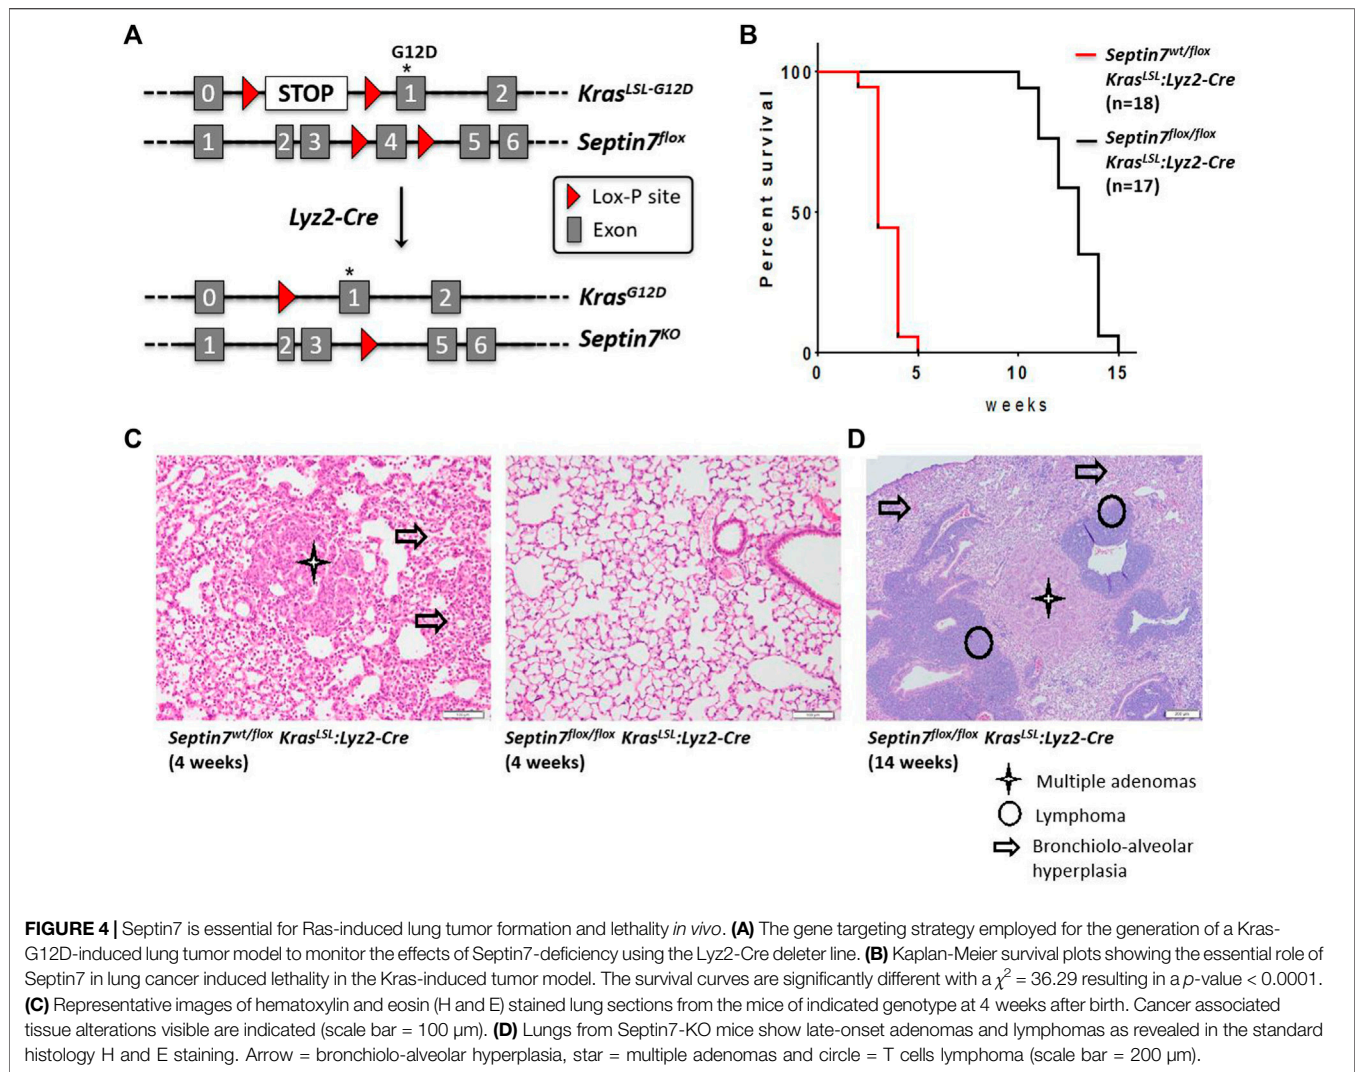 A
G12D
*
0
STOP
1
2
Kras^LSL-G12D
1
2
3
4
5
6
Septin7^flox
Lyz2-Cre
Lox-P site
Exon
*
0
1
2
Kras^G12D
1
2
3
5
6
Septin7^KO
B
Percent survival
100
50
0
0
5
10
15
weeks
Septin7^wt/flox
Kras^LSL:Lyz2-Cre
(n=18)
Septin7^flox/flox
Kras^LSL:Lyz2-Cre
(n=17)
C
Septin7^wt/flox Kras^LSL:Lyz2-Cre
(4 weeks)
Septin7^flox/flox Kras^LSL:Lyz2-Cre
(4 weeks)
D
Septin7^flox/flox Kras^LSL:Lyz2-Cre
(14 weeks)
Multiple adenomas
Lymphoma
Bronchiolo-alveolar
hyperplasia
FIGURE 4 | Septin7 is essential for Ras-induced lung tumor formation and lethality in vivo. (A) The gene targeting strategy employed for the generation of a Kras-
G12D-induced lung tumor model to monitor the effects of Septin7-deficiency using the Lyz2-Cre deleter line. (B) Kaplan-Meier survival plots showing the essential role of
Septin7 in lung cancer induced lethality in the Kras-induced tumor model. The survival curves are significantly different with a χ² = 36.29 resulting in a p-value < 0.0001.
(C) Representative images of hematoxylin and eosin (H and E) stained lung sections from the mice of indicated genotype at 4 weeks after birth. Cancer associated
tissue alterations visible are indicated (scale bar = 100 µm). (D) Lungs from Septin7-KO mice show late-onset adenomas and lymphomas as revealed in the standard
histology H and E staining. Arrow = bronchiolo-alveolar hyperplasia, star = multiple adenomas and circle = T cells lymphoma (scale bar = 200 µm).